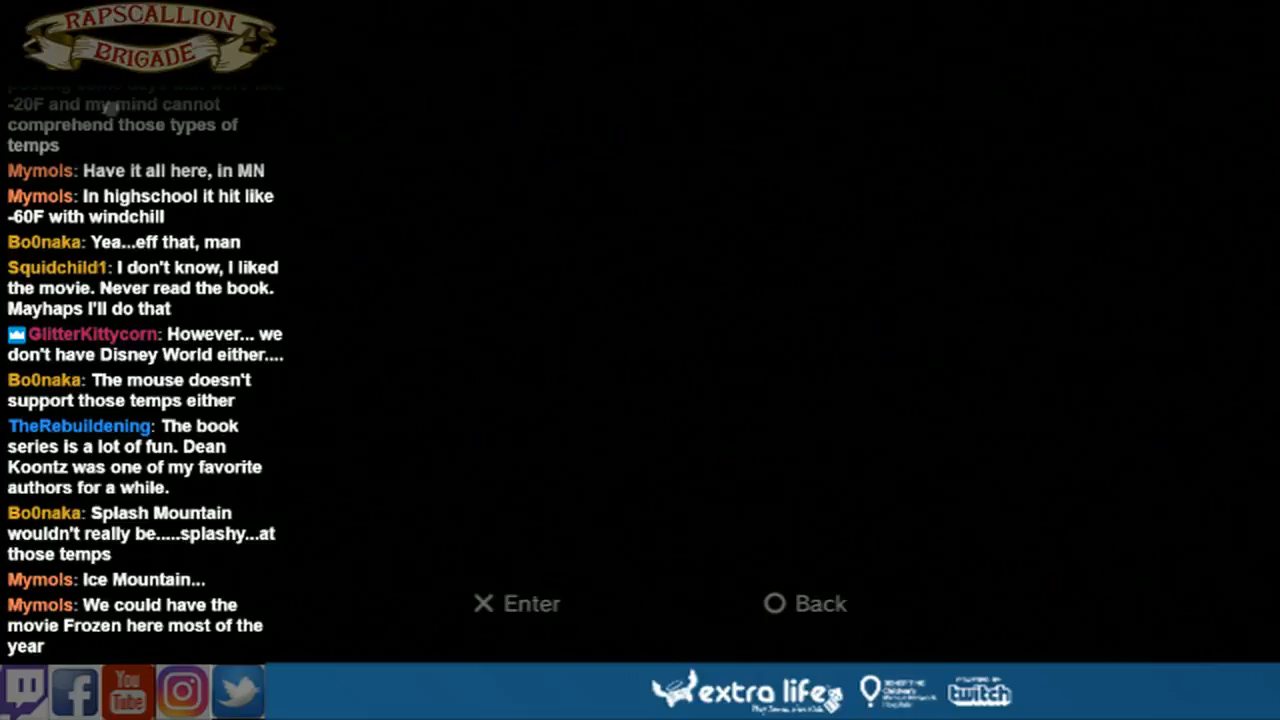 RAPSCALLION
BRIGADE
-20F and my mind cannot
comprehend those types of
temps
Mymols: Have it all here, in MN
Mymols: In highschool it hit like
-60F with windchill
Bo0naka: Yea...eff that, man
Squidchild1: I don't know, I liked
the movie. Never read the book.
Mayhaps I'll do that
GlitterKittycorn: However... we
don't have Disney World either....
Bo0naka: The mouse doesn't
support those temps either
TheRebuildening: The book
series is a lot of fun. Dean
Koontz was one of my favorite
authors for a while.
Bo0naka: Splash Mountain
wouldn't really be.....splashy...at
those temps
Mymols: Ice Mountain...
Mymols: We could have the
movie Frozen here most of the
year
Enter
Back
You
Tube
extra life
twitch